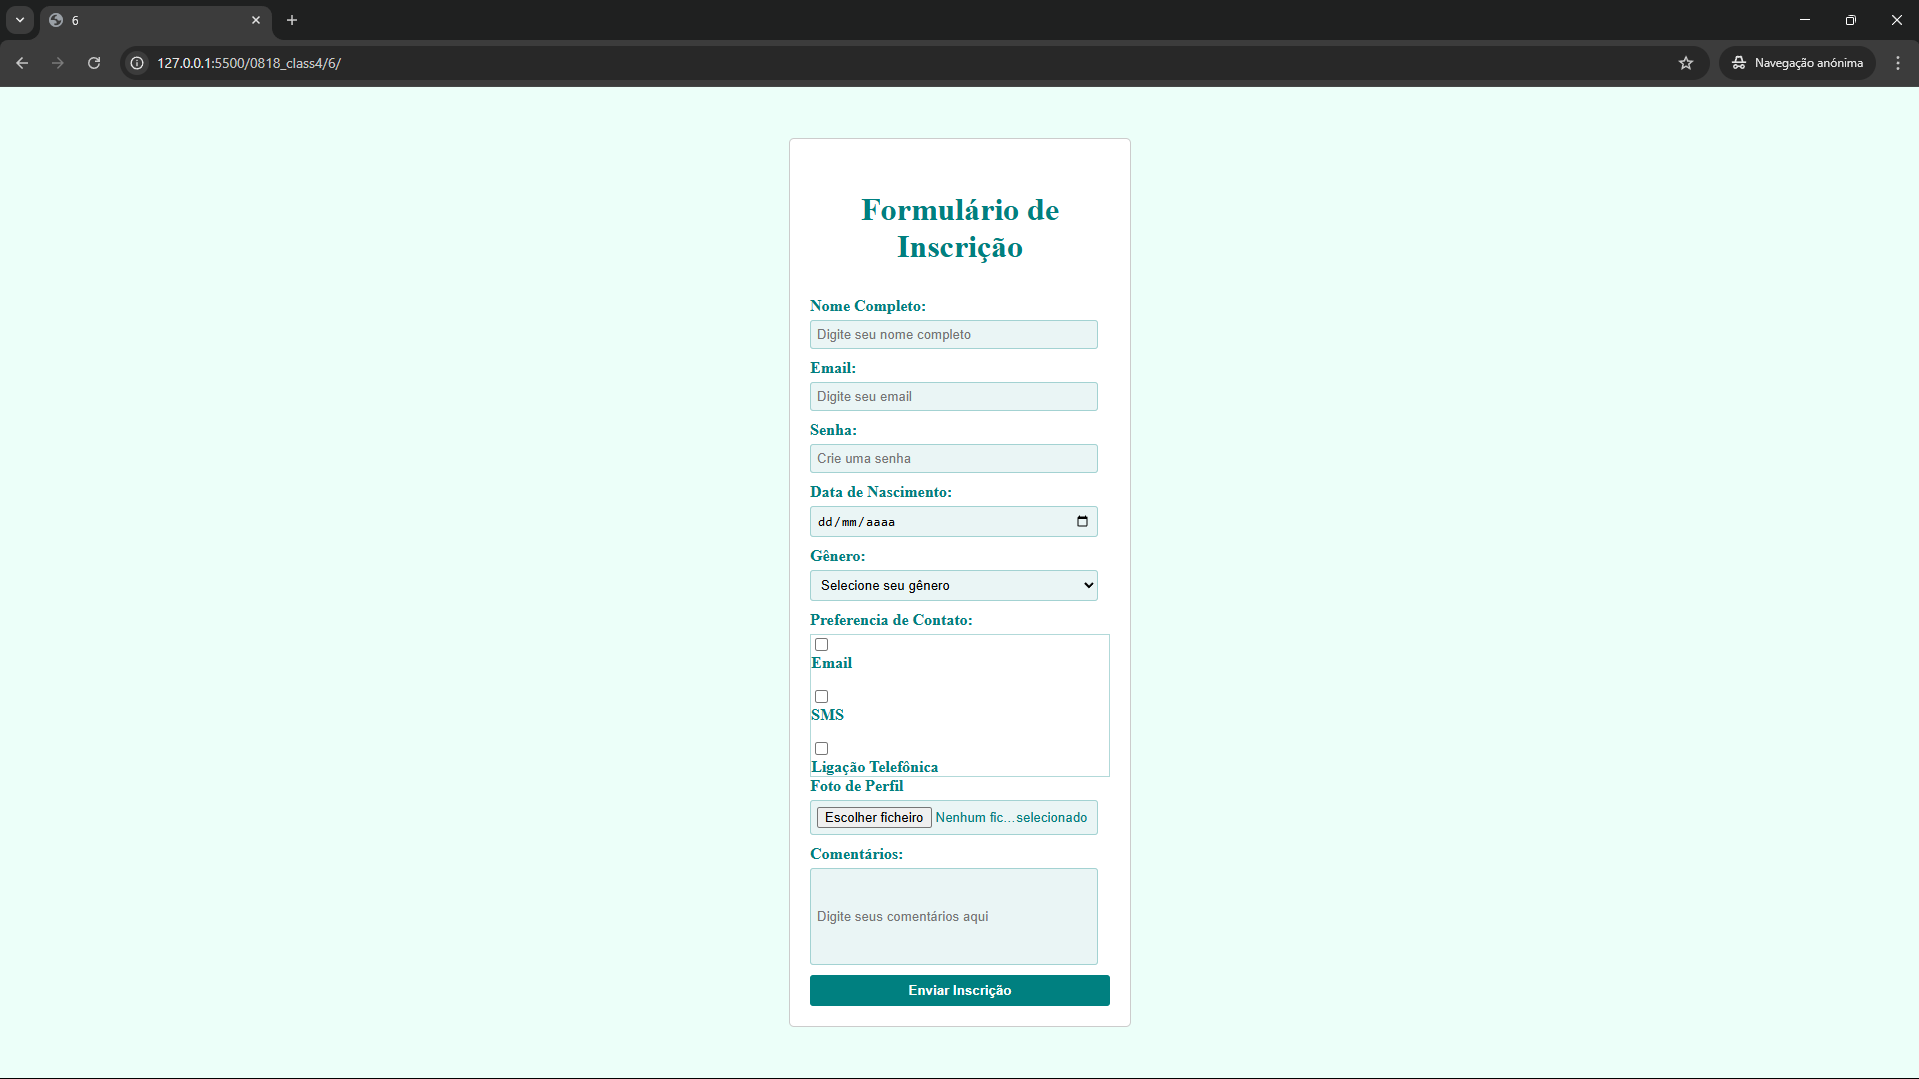 6
127.0.0.1:5500/0818_class4/6/
Navegação anónima
Formulário de
Inscrição
Nome Completo:
Digite seu nome completo
Email:
Digite seu email
Senha:
Crie uma senha
Data de Nascimento:
dd/mm/aaaa
Gênero:
Selecione seu gênero
Preferencia de Contato:
Email
SMS
Ligação Telefônica
Foto de Perfil
Escolher ficheiro Nenhum fic...selecionado
Comentários:
Digite seus comentários aqui
Enviar Inscrição